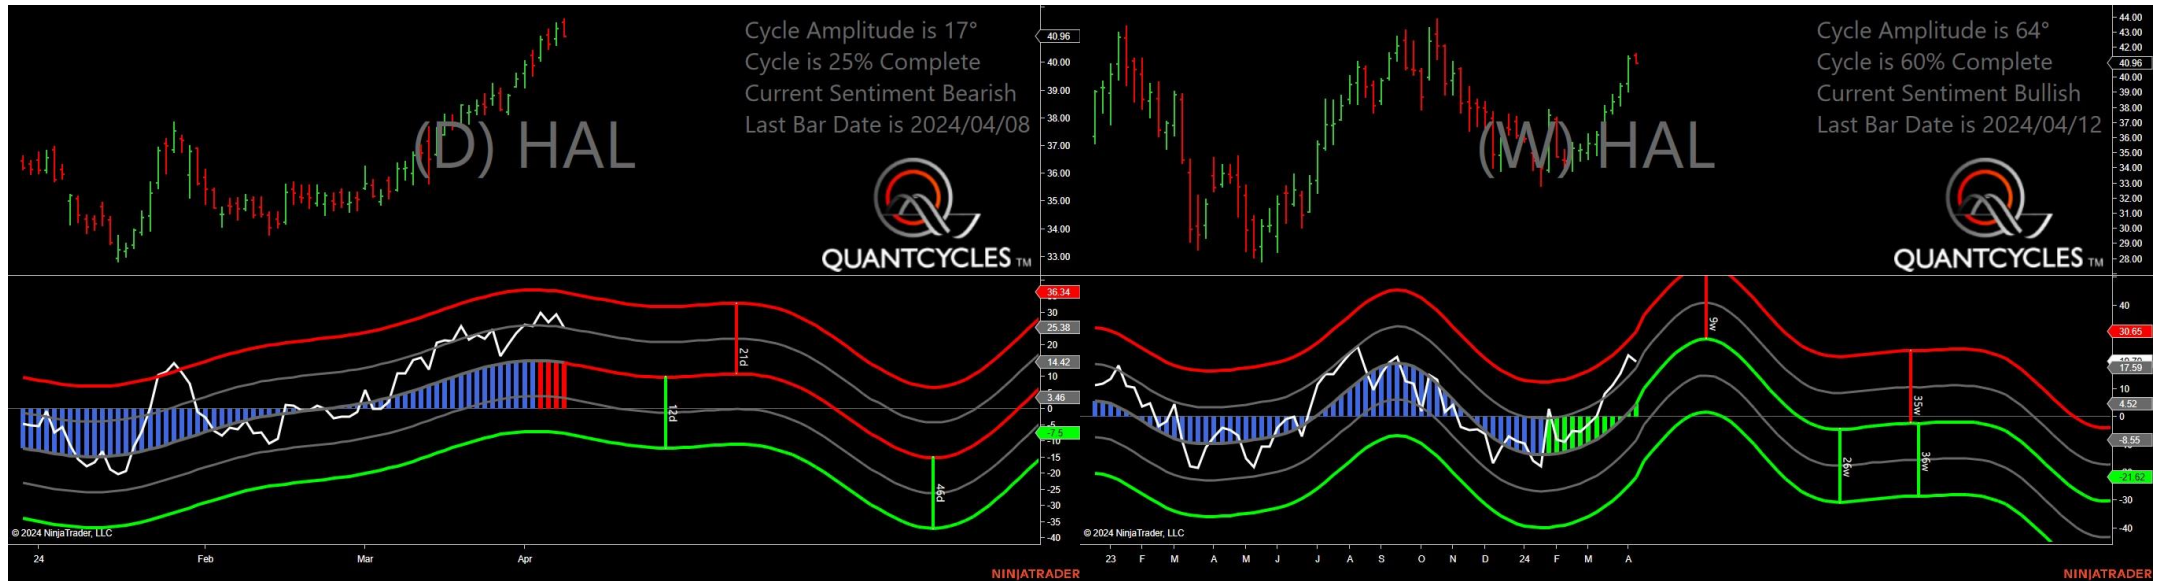 Cycle Amplitude is 17°
Cycle is 25% Complete
Current Sentiment Bearish
Last Bar Date is 2024/04/08
(D) HAL
QUANTCYCLES TM
40.96
40.00
39.00
38.00
37.00
36.00
35.00
34.00
33.00
36.34
30
25.38
20
14.42
10
5
3.46
0
-7.5
-10
-15
-20
-25
-30
-35
-40
21d
12d
46d
© 2024 NinjaTrader, LLC
24 Feb Mar Apr
NINJATRADER
Cycle Amplitude is 64°
Cycle is 60% Complete
Current Sentiment Bullish
Last Bar Date is 2024/04/12
(W) HAL
QUANTCYCLES TM
44.00
43.00
42.00
40.96
40.00
39.00
38.00
37.00
36.00
35.00
34.00
33.00
32.00
31.00
30.00
29.00
28.00
40
30.65
17.59
10
4.52
0
-8.55
-21.62
-30
-40
9w
35w
26w
36w
© 2024 NinjaTrader, LLC
23 F M A M J J A S O N D 24 F M A
NINJATRADER